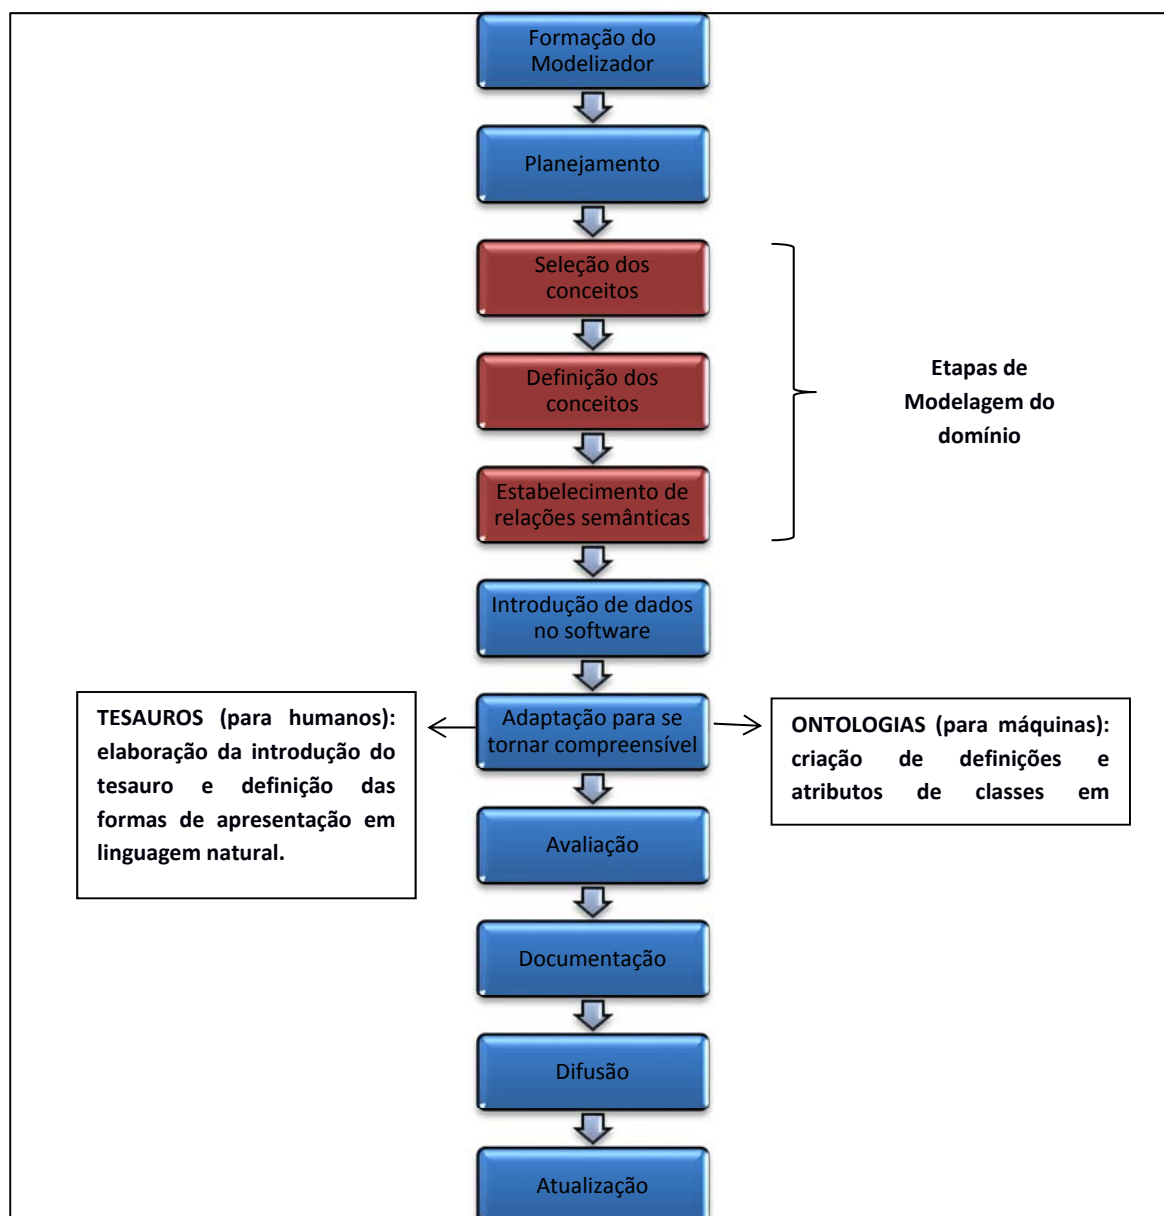 Formação do
Modelizador
Planejamento
Seleção dos
conceitos
Definição dos
conceitos
Estabelecimento de
relações semânticas
Etapas de
Modelagem do
domínio
Introdução de dados
no software
Adaptação para se
tornar compreensível
TESAUROS (para humanos):
elaboração da introdução do
tesauro e definição das
formas de apresentação em
linguagem natural.
ONTOLOGIAS (para máquinas):
criação de definições e
atributos de classes em
Avaliação
Documentação
Difusão
Atualização